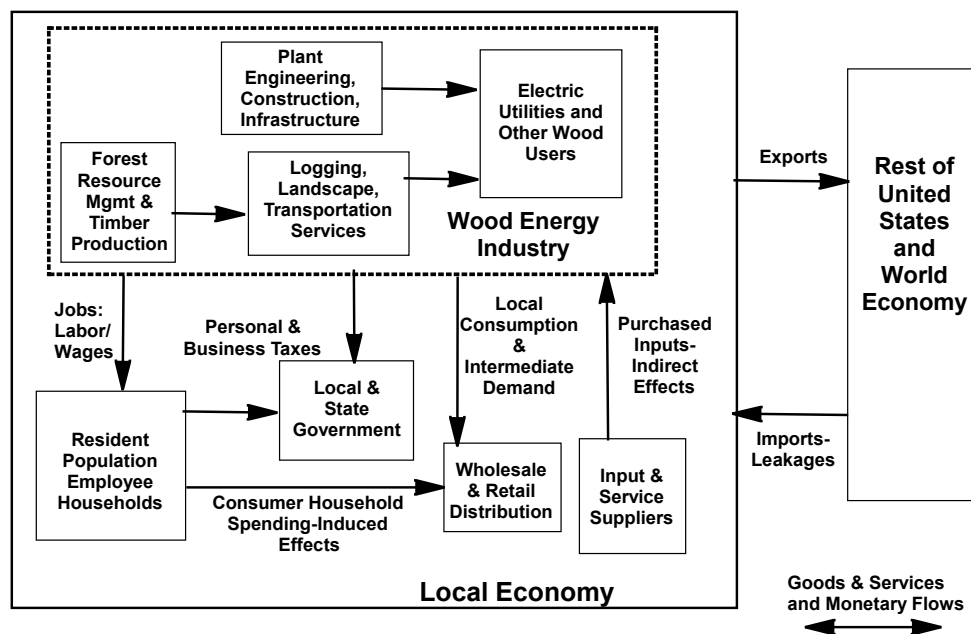 Plant
Engineering,
Construction,
Infrastructure
Electric
Utilities and
Other Wood
Users
Forest
Resource
Mgmt &
Timber
Production
Logging,
Landscape,
Transportation
Services
Wood Energy
Industry
Exports
Rest of
United
States
and
World
Economy
Jobs:
Labor/
Wages
Personal &
Business Taxes
Local
Consumption
&
Intermediate
Demand
Purchased
Inputs-
Indirect
Effects
Local &
State
Government
Imports-
Leakages
Resident
Population
Employee
Households
Consumer Household
Spending-Induced
Effects
Wholesale
& Retail
Distribution
Input &
Service
Suppliers
Local Economy
Goods & Services
and Monetary Flows